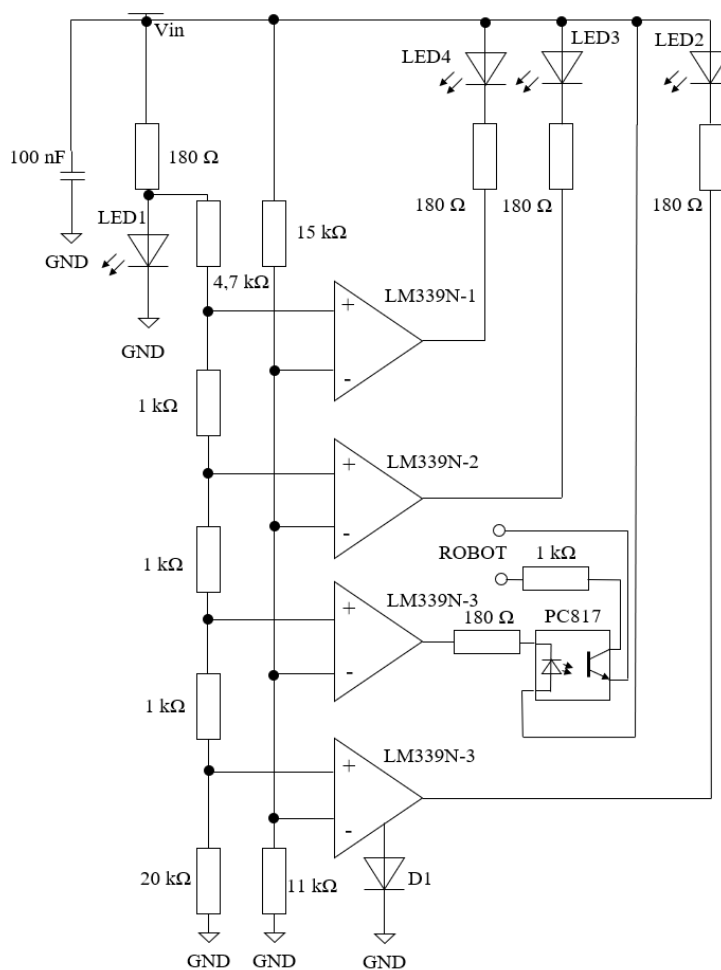 Vin
LED4
LED3
LED2
100 nF
180 Ω
180 Ω
180 Ω
180 Ω
LED1
GND
15 kΩ
4,7 kΩ
LM339N-1
+
-
GND
1 kΩ
LM339N-2
+
-
ROBOT
1 kΩ
1 kΩ
LM339N-3
+
-
180 Ω
PC817
1 kΩ
LM339N-3
+
-
20 kΩ
11 kΩ
D1
GND
GND
GND